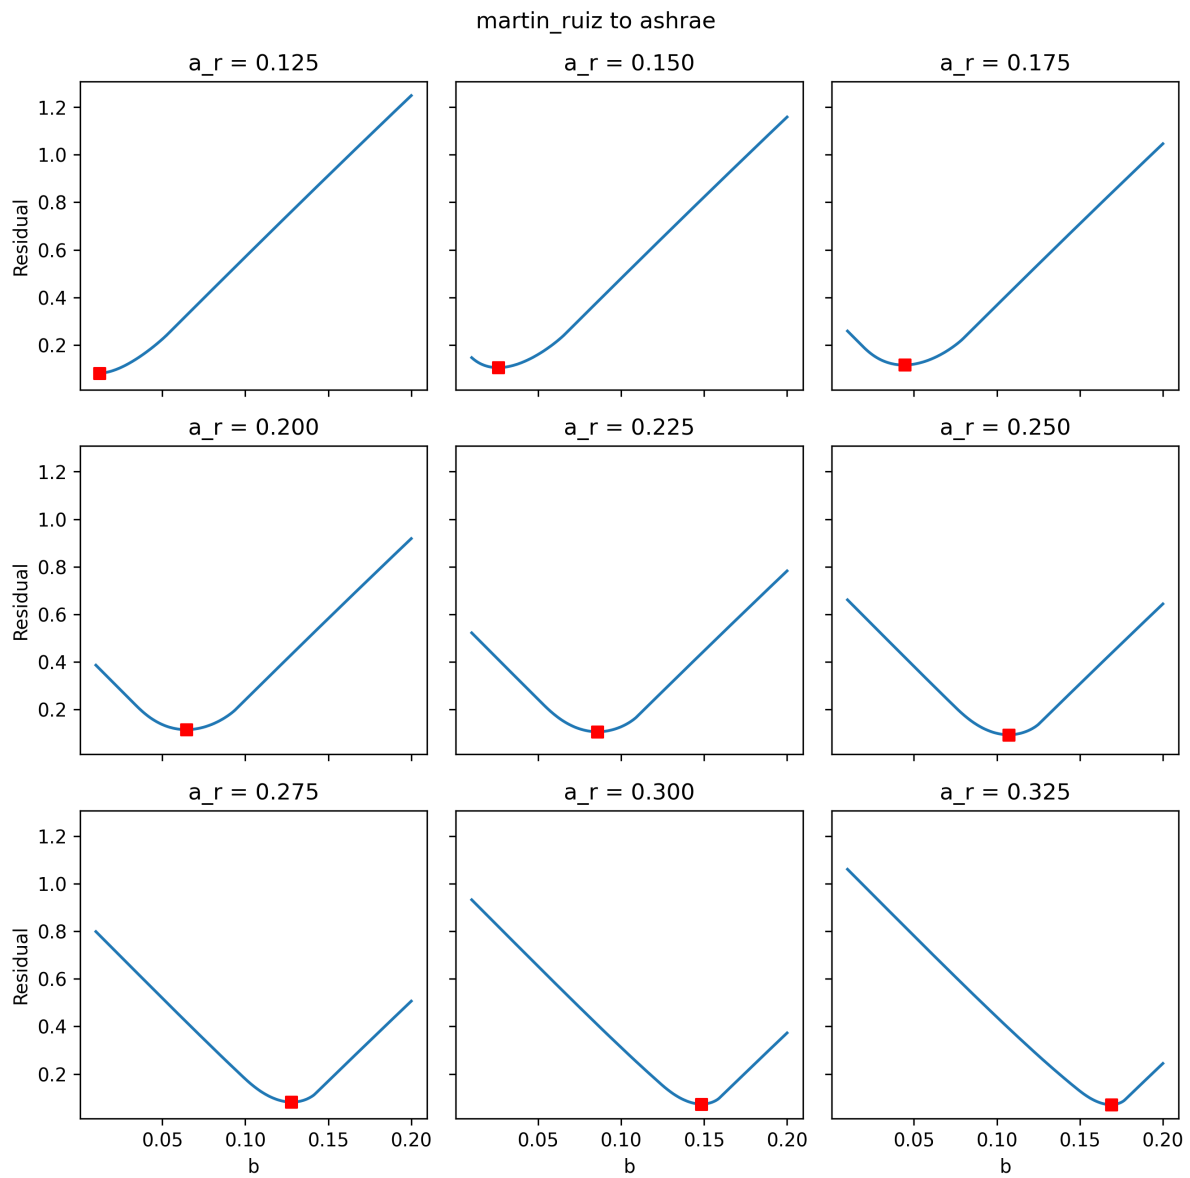 martin_ruiz to ashrae
a_r = 0.125
a_r = 0.150
a_r = 0.175
1.2
1.0
0.8
0.6
0.4
0.2
Residual
a_r = 0.200
a_r = 0.225
a_r = 0.250
1.2
1.0
0.8
0.6
0.4
0.2
Residual
a_r = 0.275
a_r = 0.300
a_r = 0.325
1.2
1.0
0.8
0.6
0.4
0.2
Residual
0.05 0.10 0.15 0.20
0.05 0.10 0.15 0.20
0.05 0.10 0.15 0.20
b
b
b